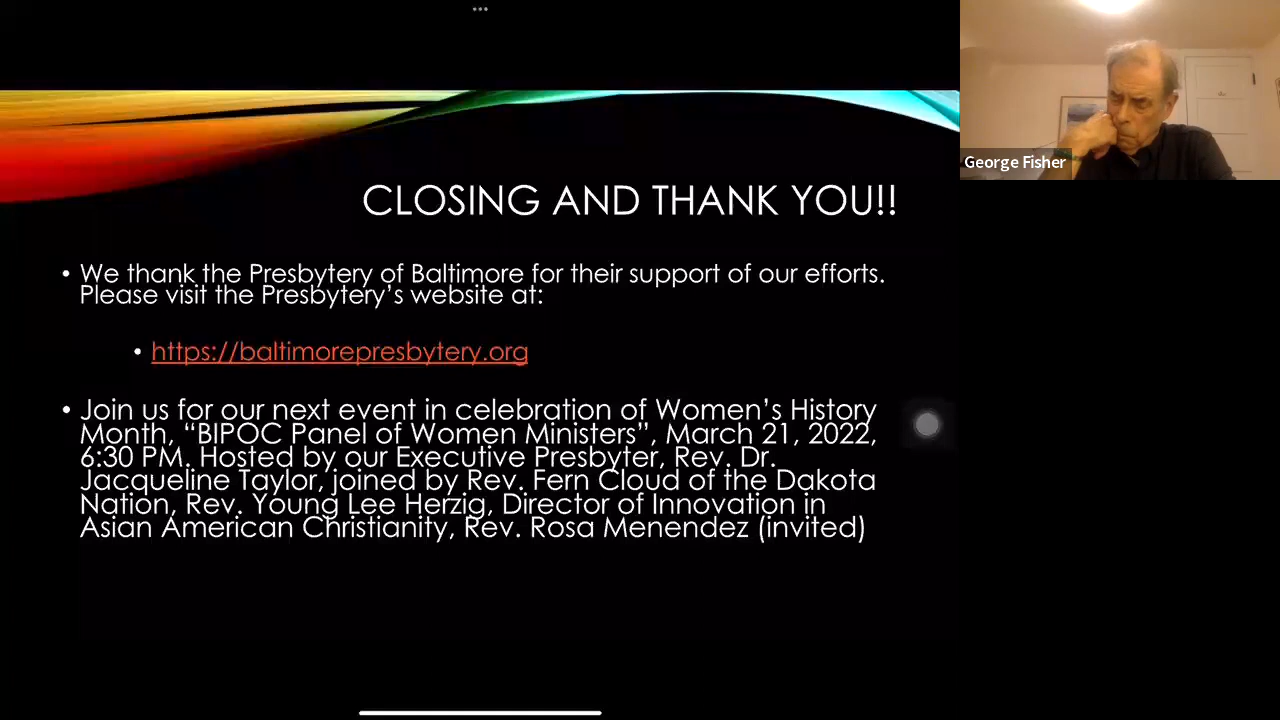 George Fisher
CLOSING AND THANK YOU!!
• We thank the Presbytery of Baltimore for their support of our efforts.
Please visit the Presbytery's website at:
• https://baltimorepresbytery.org
• Join us for our next event in celebration of Women's History
Month, “BIPOC Panel of Women Ministers”, March 21, 2022,
6:30 PM. Hosted by our Executive Presbyter, Rev. Dr.
Jacqueline Taylor, joined by Rev. Fern Cloud of the Dakota
Nation, Rev. Young Lee Herzig, Director of Innovation in
Asian American Christianity, Rev. Rosa Menendez (invited)